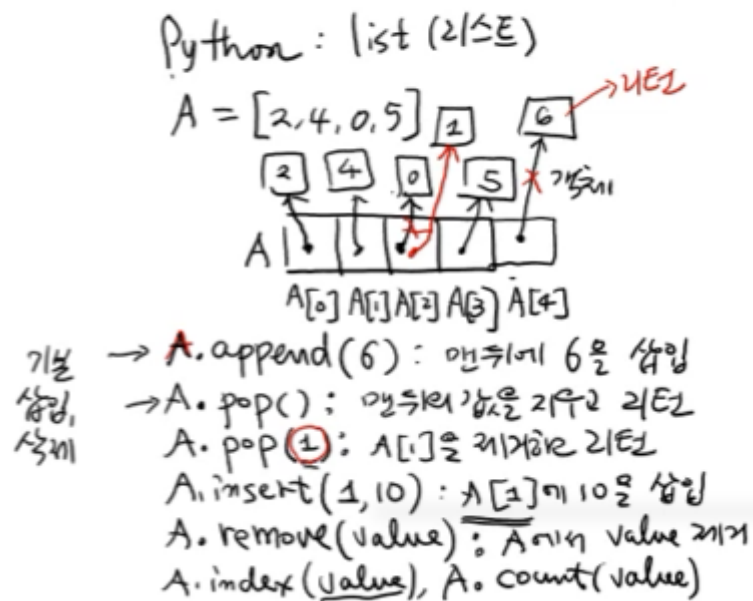 Python : list (리스트)
A = [2,4,0,5] 1 6 리턴
2 4 0 5 객체
A
A[0] A[1] A[2] A[3] A[4]
기본 → A.append(6) : 맨뒤에 6을 삽입
삽입, → A.pop() : 맨뒤의 값을 지우고 리턴
삭제 A.pop(1) : A[1]을 제거하고 리턴
A.insert(1,10) : A[1]에 10을 삽입
A.remove(value) : A에서 value 제거
A.index(value), A.count(value)